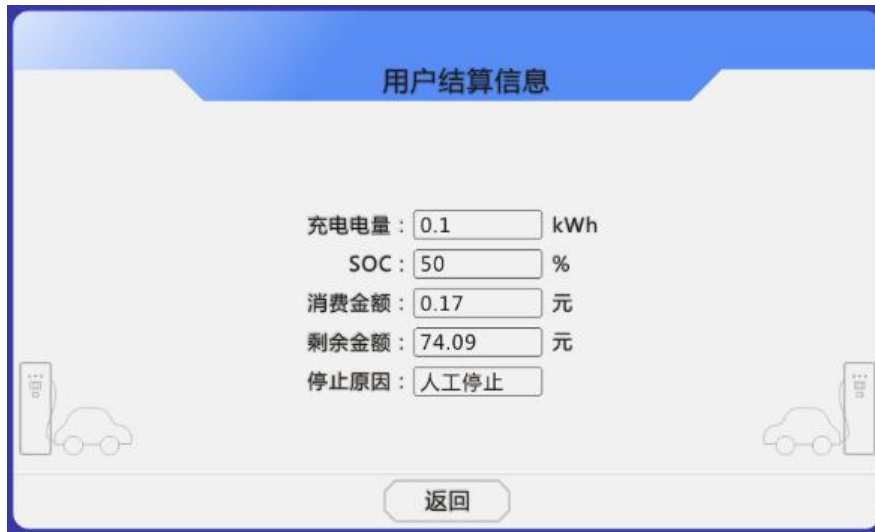 用户结算信息
充电电量：0.1 kWh
SOC：50 %
消费金额：0.17 元
剩余金额：74.09 元
停止原因：人工停止
返回